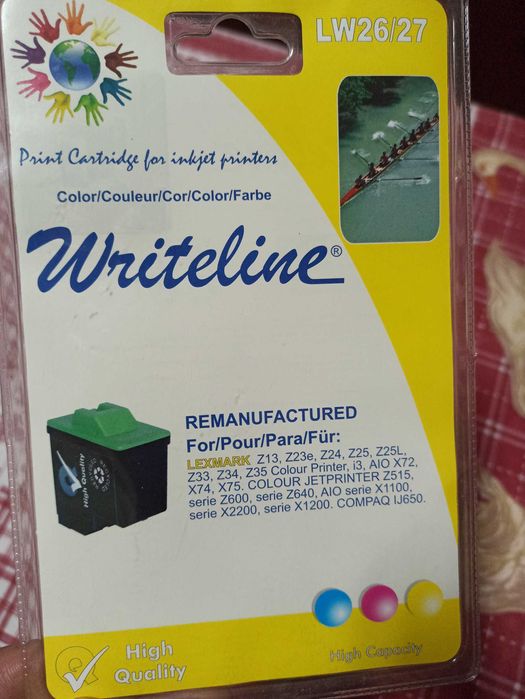 LW26/27
Print Cartridge for inkjet printers
Color/Couleur/Cor/Color/Farbe
Writeline®
REMANUFACTURED
For/Pour/Para/Für:
LEXMARK Z13, Z23e, Z24, Z25, Z25L,
Z33, Z34, Z35 Colour Printer, i3, AIO X72,
X74, X75. COLOUR JETPRINTER Z515,
serie Z600, serie Z640, AIO serie X1100,
serie X2200, serie X1200. COMPAQ IJ650.
High Quality
High
Quality
High Capacity